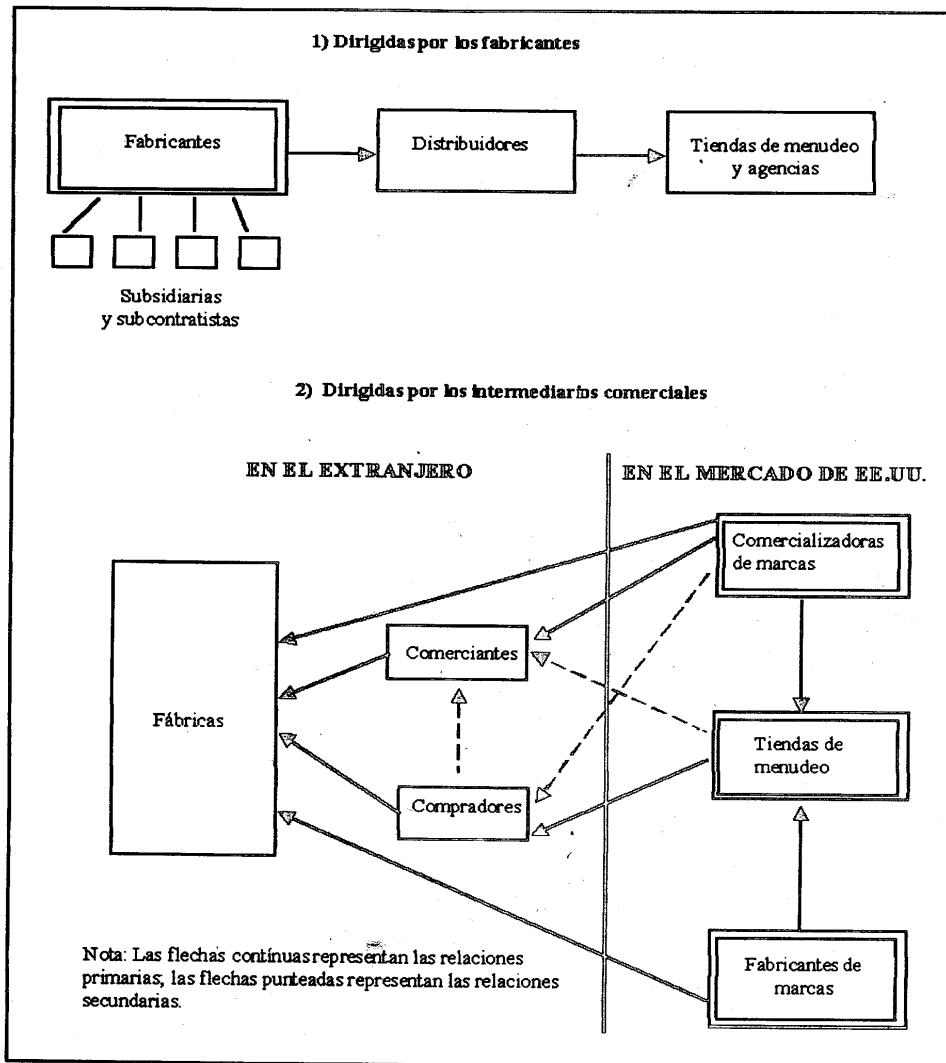 1) Dirigidas por los fabricantes
Fabricantes
Distribuidores
Tiendas de menudeo
y agencias
Subsidiarias
y subcontratistas
2) Dirigidas por los intermediarios comerciales
EN EL EXTRANJERO
EN EL MERCADO DE EE.UU.
Comercializadoras
de marcas
Comerciantes
Fábricas
Tiendas de
menudeo
Compradores
Nota: Las flechas contínuas representan las relaciones
primarias; las flechas punteadas representan las relaciones
secundarias.
Fabricantes de
marcas